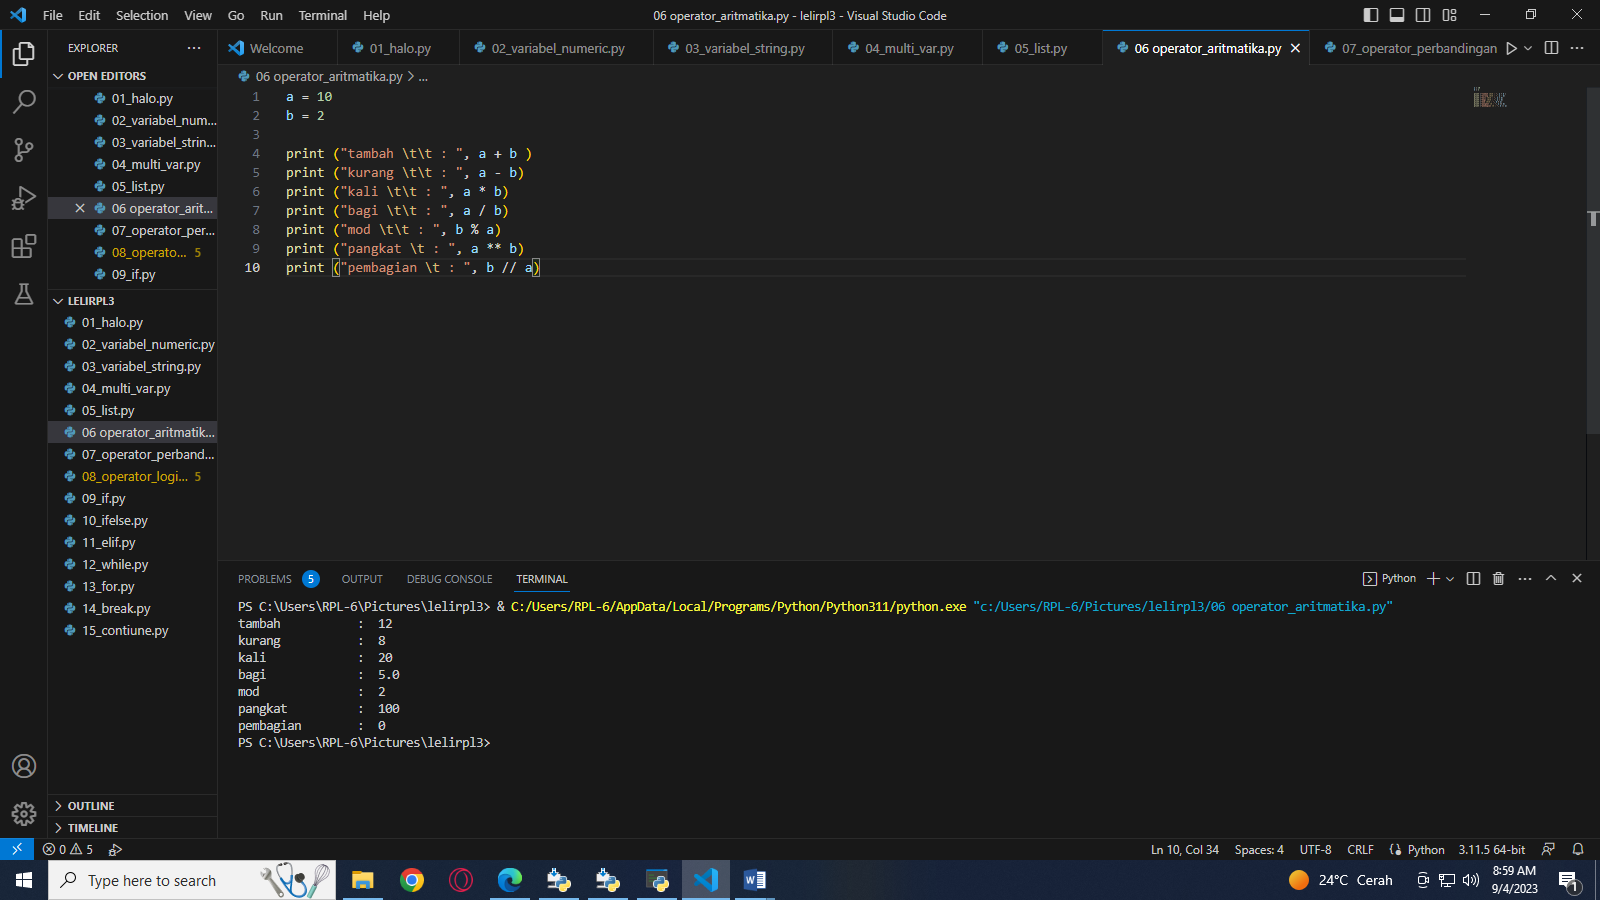 File Edit Selection View Go Run Terminal Help
06 operator_aritmatika.py - lelirpl3 - Visual Studio Code
EXPLORER
OPEN EDITORS
01_halo.py
02_variabel_num...
03_variabel_strin...
04_multi_var.py
05_list.py
06 operator_arit...
07_operator_per...
08_operato... 5
09_if.py
LELIRPL3
01_halo.py
02_variabel_numeric.py
03_variabel_string.py
04_multi_var.py
05_list.py
06 operator_aritmatik...
07_operator_perband...
08_operator_logi... 5
09_if.py
10_ifelse.py
11_elif.py
12_while.py
13_for.py
14_break.py
15_contiune.py
OUTLINE
TIMELINE
Welcome 01_halo.py 02_variabel_numeric.py 03_variabel_string.py 04_multi_var.py 05_list.py 06 operator_aritmatika.py 07_operator_perbandingan
06 operator_aritmatika.py > ...
1 a = 10
2 b = 2
3
4 print ("tambah \t\t : ", a + b )
5 print ("kurang \t\t : ", a - b)
6 print ("kali \t\t : ", a * b)
7 print ("bagi \t\t : ", a / b)
8 print ("mod \t\t : ", b % a)
9 print ("pangkat \t : ", a ** b)
10 print ("pembagian \t : ", b // a)
PROBLEMS 5 OUTPUT DEBUG CONSOLE TERMINAL
Python
PS C:\Users\RPL-6\Pictures\lelirpl3> & C:/Users/RPL-6/AppData/Local/Programs/Python/Python311/python.exe "c:/Users/RPL-6/Pictures/lelirpl3/06 operator_aritmatika.py"
tambah : 12
kurang : 8
kali : 20
bagi : 5.0
mod : 2
pangkat : 100
pembagian : 0
PS C:\Users\RPL-6\Pictures\lelirpl3>
0 5
Ln 10, Col 34 Spaces: 4 UTF-8 CRLF Python 3.11.5 64-bit
Type here to search
24°C Cerah
8:59 AM
9/4/2023
1